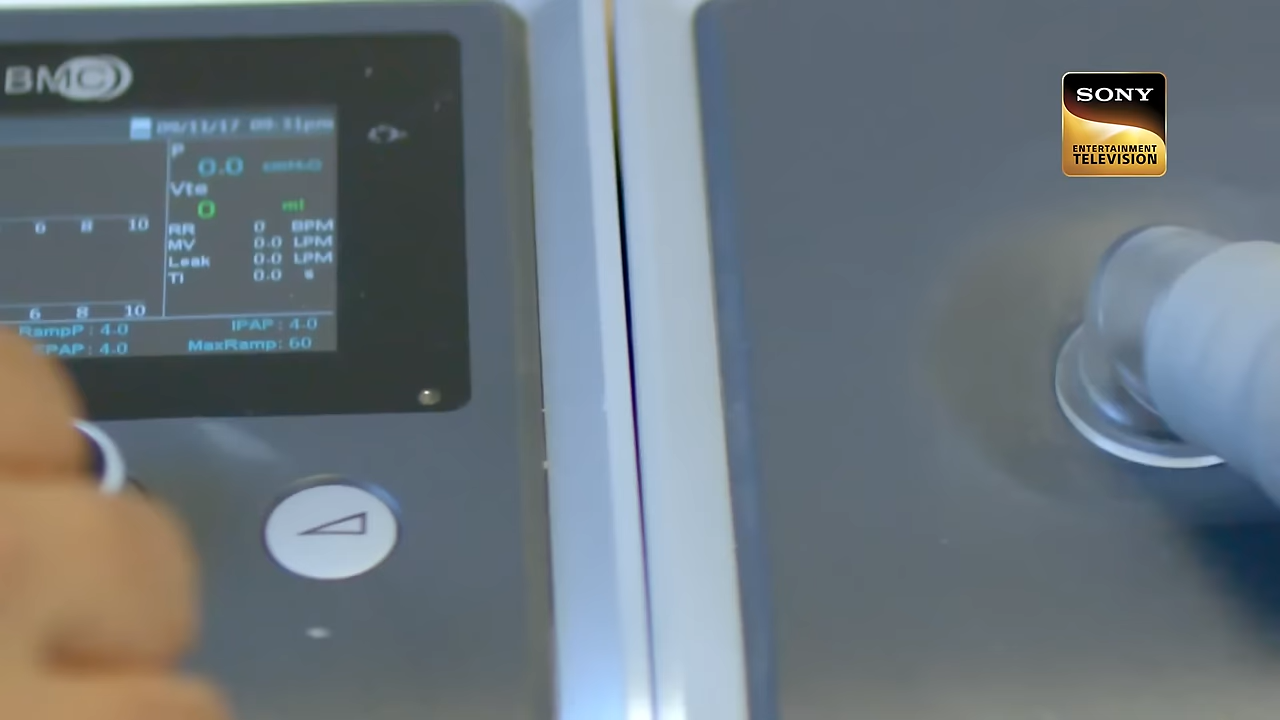 BMC
SONY
ENTERTAINMENT
TELEVISION
P 0.0
Vte
0 ml
6 8 10
RR 0 BPM
MV 0.0 LPM
Leak 0.0 LPM
Ti 0.0 s
6 8 10
RampP : 4.0 IPAP : 4.0
EPAP : 4.0 MaxRamp: 60